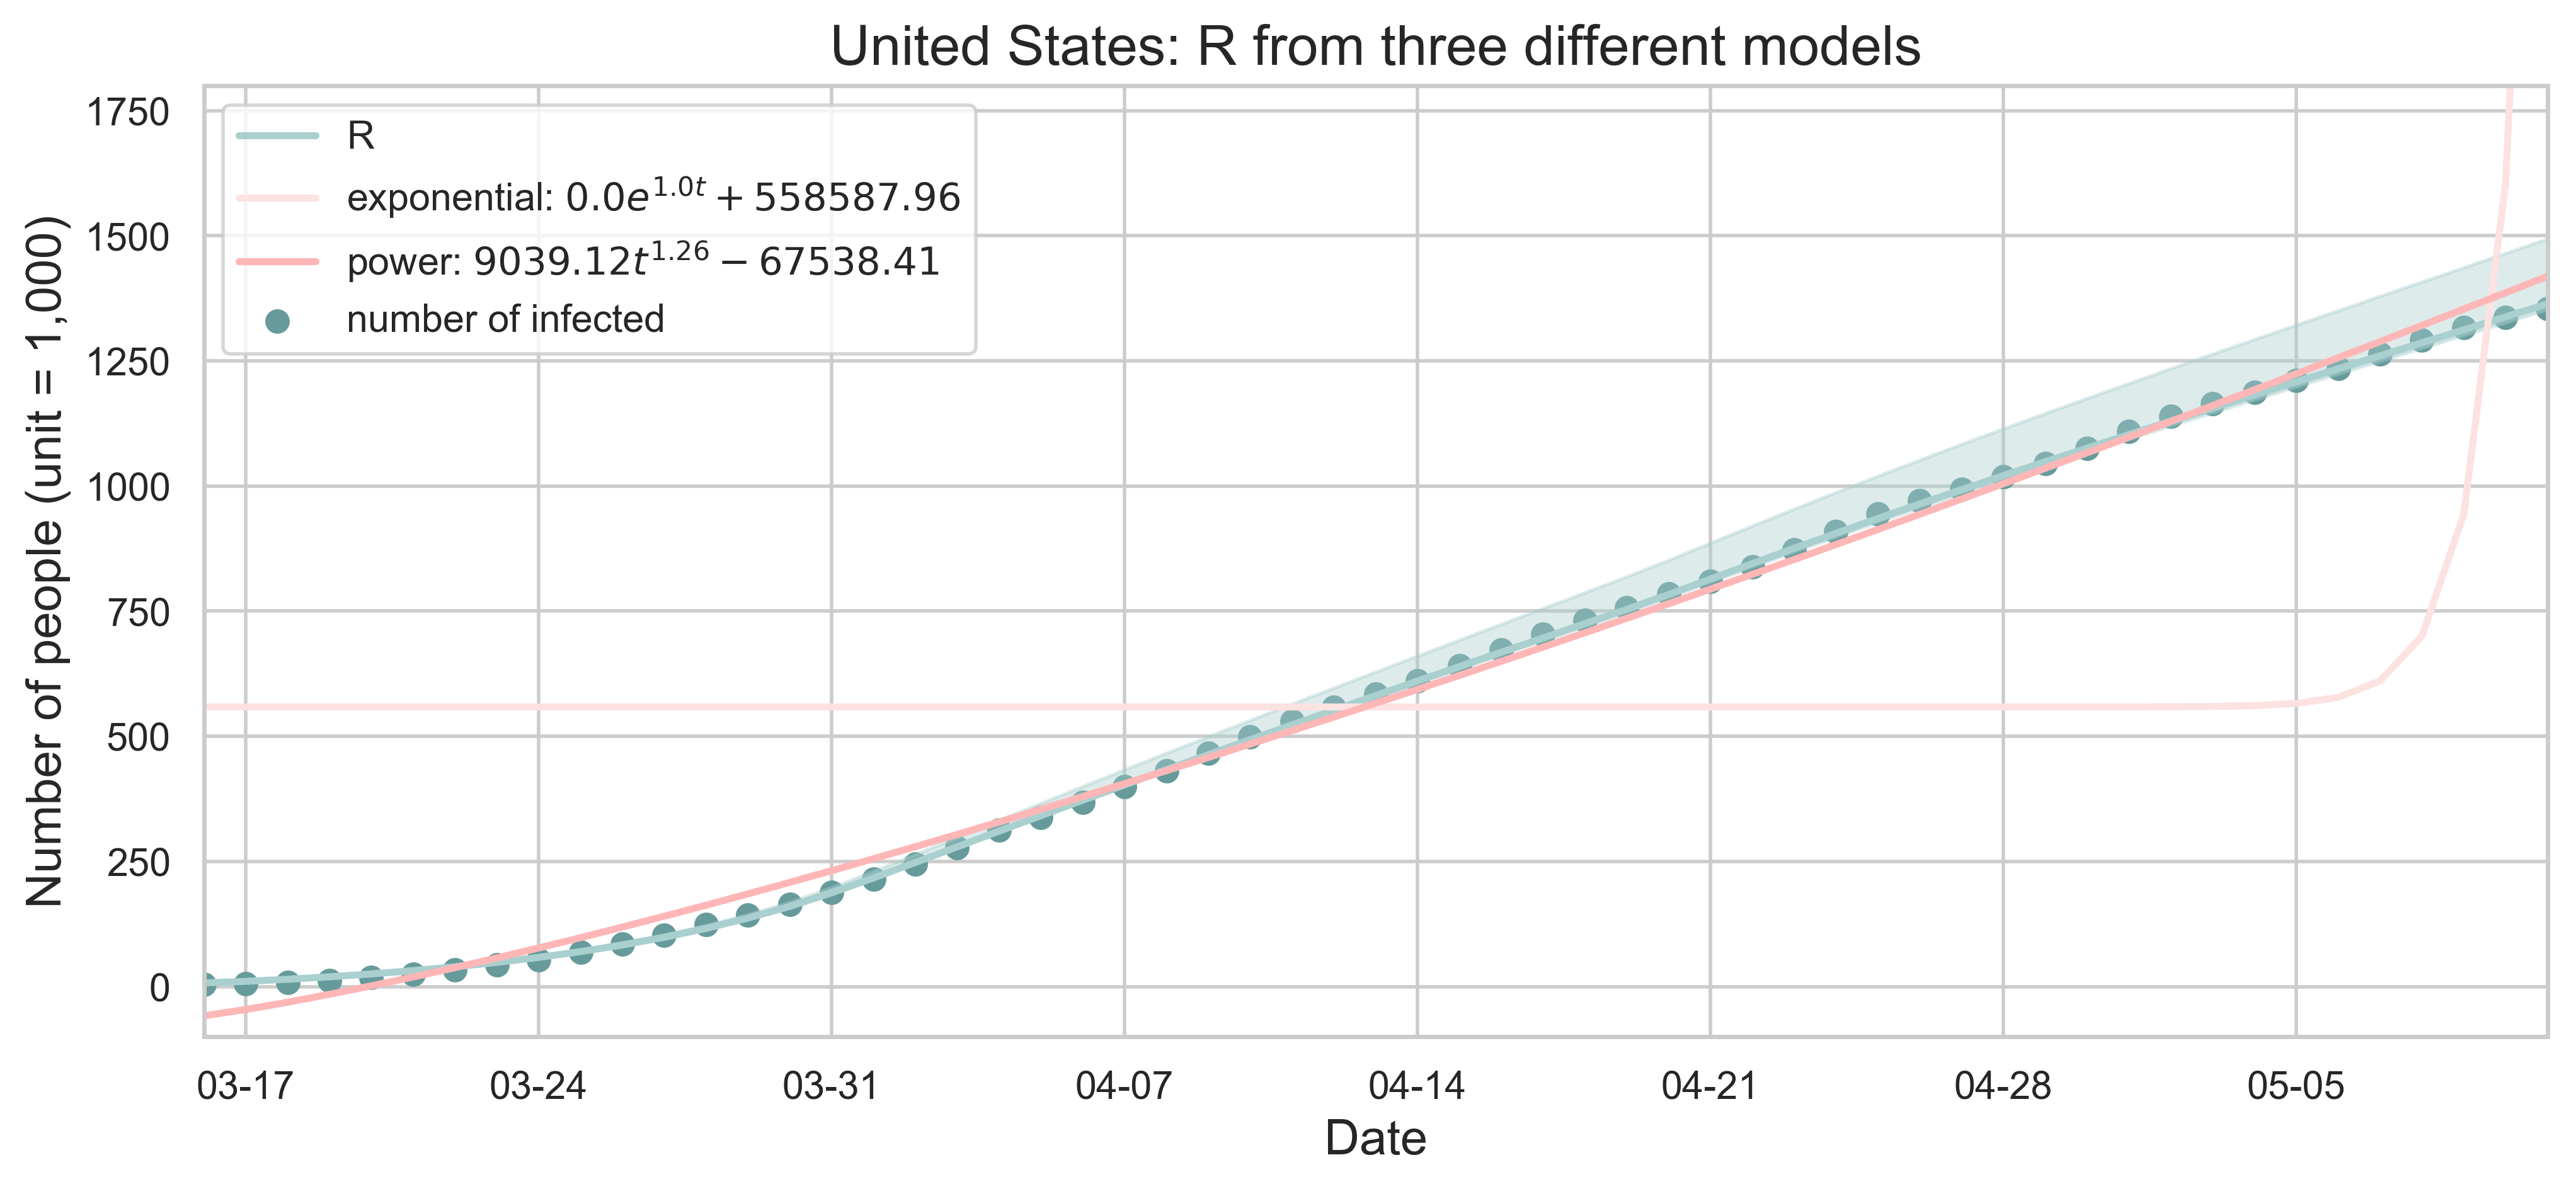 United States: R from three different models
Number of people (unit = 1,000)
1750
1500
1250
1000
750
500
250
0
R
exponential: 0.0e^{1.0t} + 558587.96
power: 9039.12t^{1.26} − 67538.41
number of infected
03-17 03-24 03-31 04-07 04-14 04-21 04-28 05-05
Date